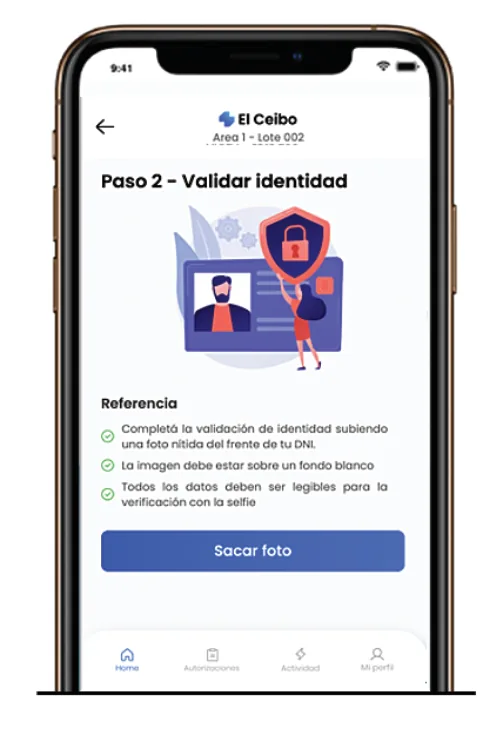 9:41
El Ceibo
Area 1 - Lote 002
Paso 2 - Validar identidad
Referencia
Completá la validación de identidad subiendo
una foto nítida del frente de tu DNI.
La imagen debe estar sobre un fondo blanco
Todos los datos deben ser legibles para la
verificación con la selfie
Sacar foto
Home Autorizaciones Actividad Mi perfil